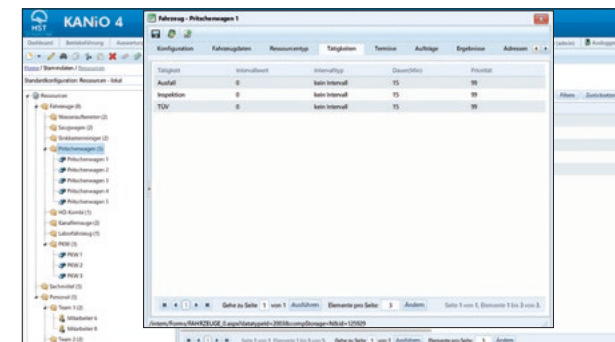 HST
KANiO 4
Fahrzeug - Pritschenwagen 1
Dashboard Betriebsführung
Home / Stammdaten / Ressourcen
Standardkonfiguration: Ressourcen - lokal
Konfiguration Fahrzeugdaten Ressourcentyp Tätigkeiten Termine Aufträge Ergebnisse Adressen
Tätigkeit Intervallwert Intervalltyp Dauer(Min) Priorität
Ausfall 0 kein Intervall 15 99
Inspektion 0 kein Intervall 15 99
TÜV 0 kein Intervall 15 99
Filtern
Ressourcen
Fahrzeuge (6)
Wasseraufbereiter (2)
Saugwagen (2)
Sinkkastenreiniger (2)
Pritschenwagen (5)
Pritschenwagen 1
Pritschenwagen 2
Pritschenwagen 3
Pritschenwagen 4
Pritschenwagen 5
HD-Kombi (1)
Kanalfernauge (2)
Laborfahrzeug (1)
PKW (3)
PKW 1
PKW 2
PKW 3
Sachmittel (3)
Personal (5)
Team 1 (2)
Mitarbeiter 6
Mitarbeiter 8
Team 2 (2)
1 Gehe zu Seite 1 von 1 Ausführen Elemente pro Seite: 3 Ändern Seite 1 von 1, Elemente 1 bis 3 von 3.